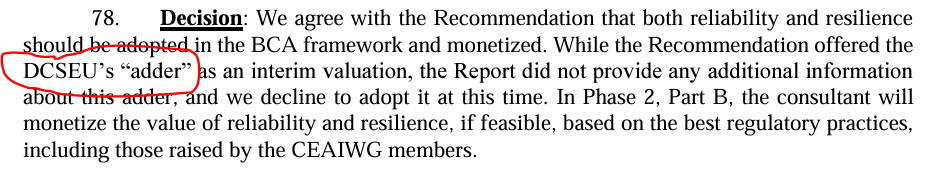 78. Decision: We agree with the Recommendation that both reliability and resilience
should be adopted in the BCA framework and monetized. While the Recommendation offered the
DCSEU’s “adder” as an interim valuation, the Report did not provide any additional information
about this adder, and we decline to adopt it at this time. In Phase 2, Part B, the consultant will
monetize the value of reliability and resilience, if feasible, based on the best regulatory practices,
including those raised by the CEAIWG members.